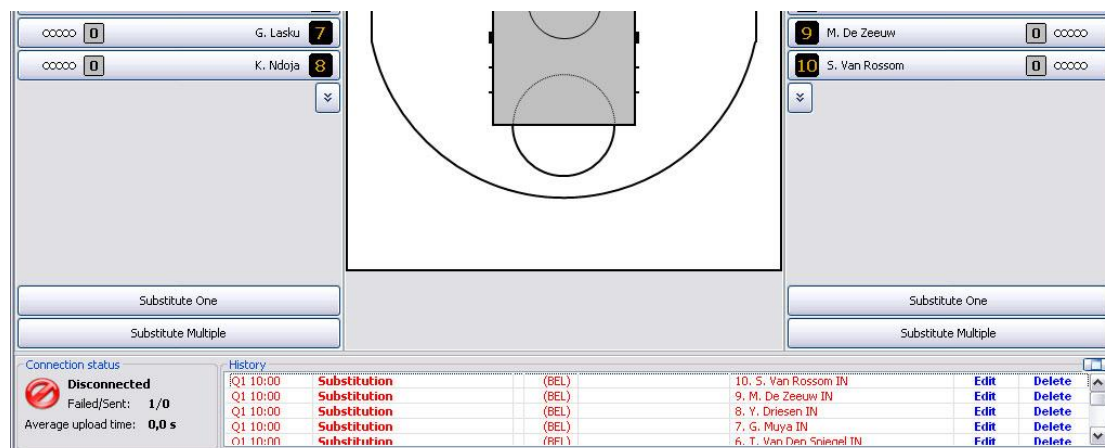 ooooo 0 G. Lasku 7
9 M. De Zeeuw 0 ooooo
ooooo 0 K. Ndoja 8
10 S. Van Rossom 0 ooooo
Substitute One
Substitute One
Substitute Multiple
Substitute Multiple
Connection status
Disconnected
Failed/Sent: 1/0
Average upload time: 0,0 s
History
Q1 10:00 Substitution (BEL) 10. S. Van Rossom IN Edit Delete
Q1 10:00 Substitution (BEL) 9. M. De Zeeuw IN Edit Delete
Q1 10:00 Substitution (BEL) 8. Y. Driesen IN Edit Delete
Q1 10:00 Substitution (BEL) 7. G. Muya IN Edit Delete
Q1 10:00 Substitution (BEL) 6. T. Van Den Spiegel IN Edit Delete